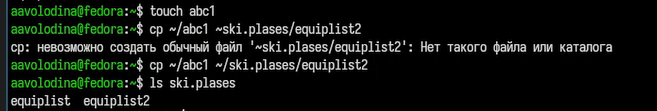 aavolodina@fedora:~$ touch abc1
aavolodina@fedora:~$ cp ~/abc1 ~ski.plases/equiplist2
cp: невозможно создать обычный файл '~ski.plases/equiplist2': Нет такого файла или каталога
aavolodina@fedora:~$ cp ~/abc1 ~/ski.plases/equiplist2
aavolodina@fedora:~$ ls ski.plases
equiplist  equiplist2